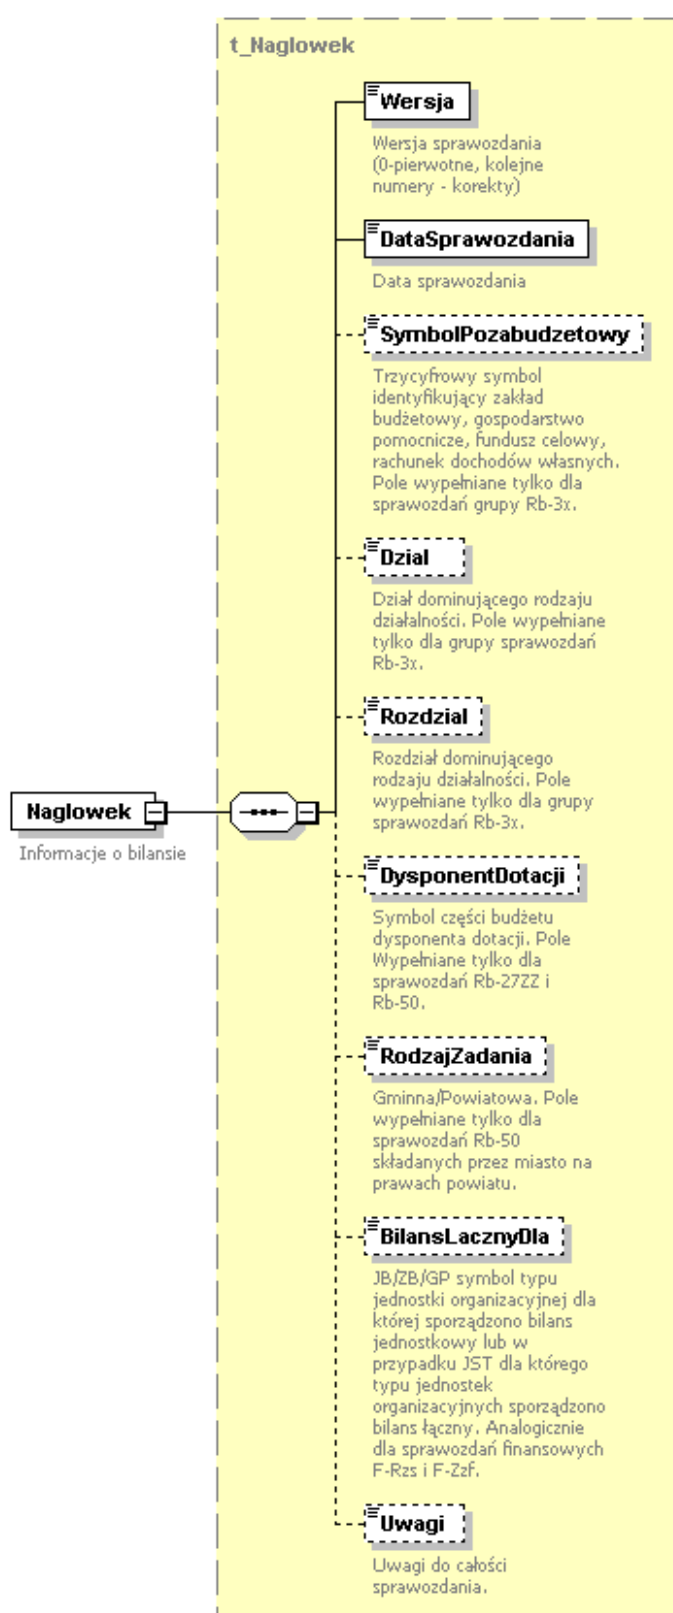 t_Naglowek
Wersja
Wersja sprawozdania
(0-pierwotne, kolejne
numery - korekty)
DataSprawozdania
Data sprawozdania
SymbolPozabudzetowy
Trzycyfrowy symbol
identyfikujący zakład
budżetowy, gospodarstwo
pomocnicze, fundusz celowy,
rachunek dochodów własnych.
Pole wypełniane tylko dla
sprawozdań grupy Rb-3x.
Dzial
Dział dominującego rodzaju
działalności. Pole wypełniane
tylko dla grupy sprawozdań
Rb-3x.
Rozdzial
Rozdział dominującego
rodzaju działalności. Pole
wypełniane tylko dla grupy
sprawozdań Rb-3x.
Naglowek
Informacje o bilansie
DysponentDotacji
Symbol części budżetu
dysponenta dotacji. Pole
Wypełniane tylko dla
sprawozdań Rb-27ZZ i
Rb-50.
RodzajZadania
Gminna/Powiatowa. Pole
wypełniane tylko dla
sprawozdań Rb-50
składanych przez miasto na
prawach powiatu.
BilansLacznyDla
JB/ZB/GP symbol typu
jednostki organizacyjnej dla
której sporządzono bilans
jednostkowy lub w
przypadku JST dla którego
typu jednostek
organizacyjnych sporządzono
bilans łączny. Analogicznie
dla sprawozdań finansowych
F-Rzs i F-Zzf.
Uwagi
Uwagi do całości
sprawozdania.